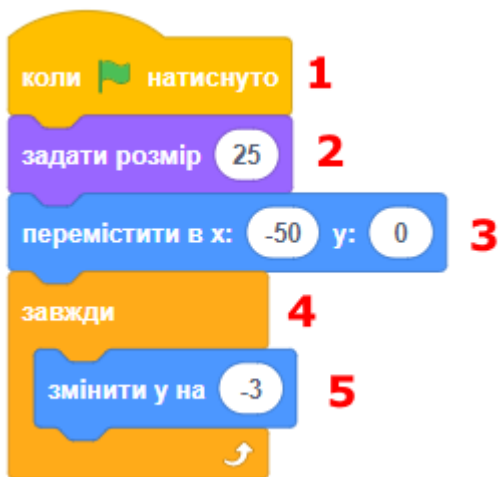 коли натиснуто 1
задати розмір 25 2
перемістити в x: -50 y: 0 3
завжди 4
змінити y на -3 5